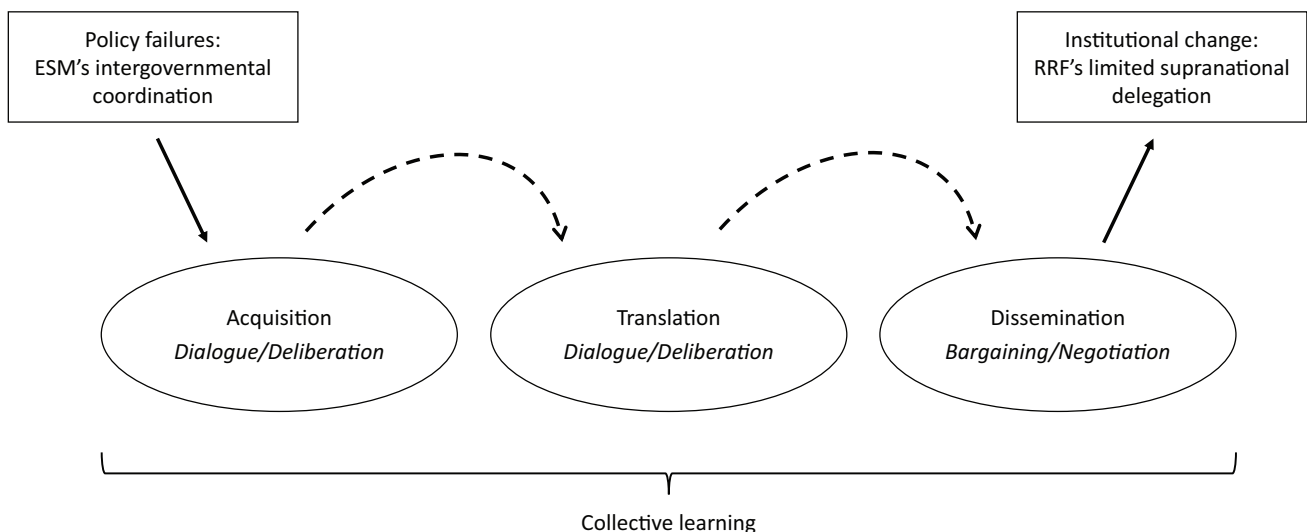 Policy failures:
ESM's intergovernmental
coordination
Institutional change:
RRF's limited supranational
delegation
Acquisition
Dialogue/Deliberation
Translation
Dialogue/Deliberation
Dissemination
Bargaining/Negotiation
Collective learning